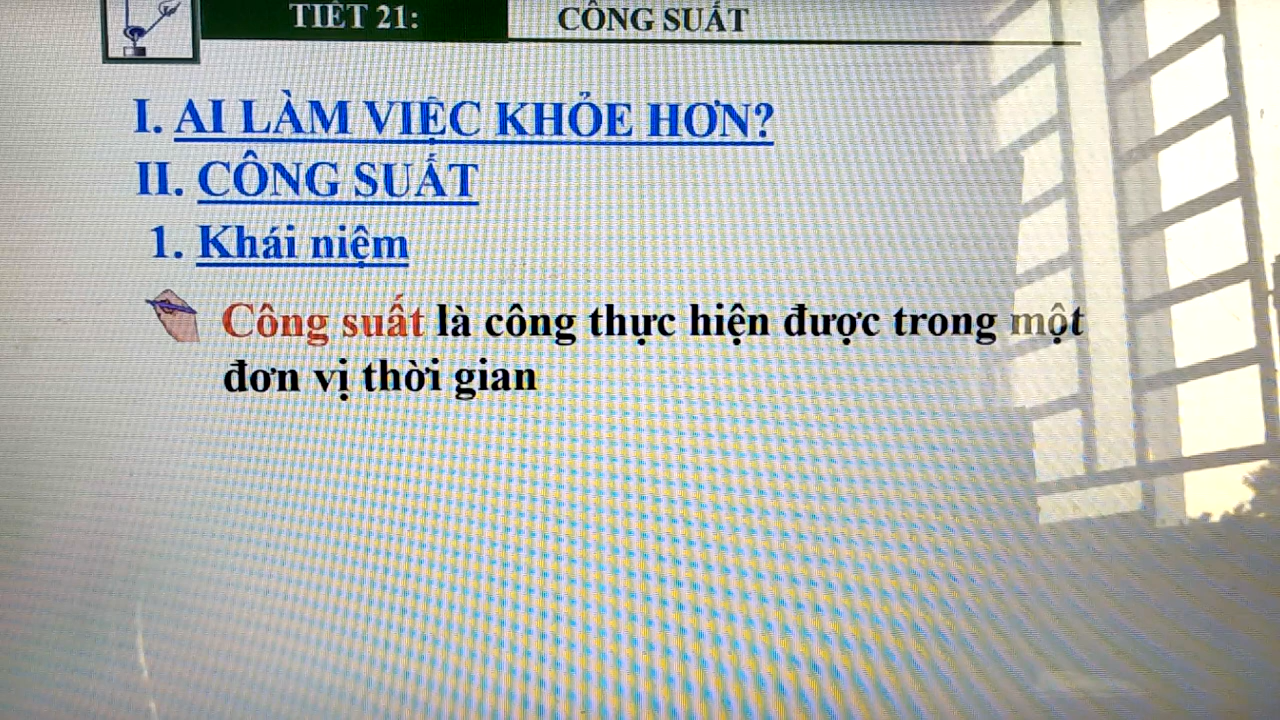 TIẾT 21:
CÔNG SUẤT
I. AI LÀM VIỆC KHỎE HƠN?
II. CÔNG SUẤT
1. Khái niệm
Công suất là công thực hiện được trong một
đơn vị thời gian